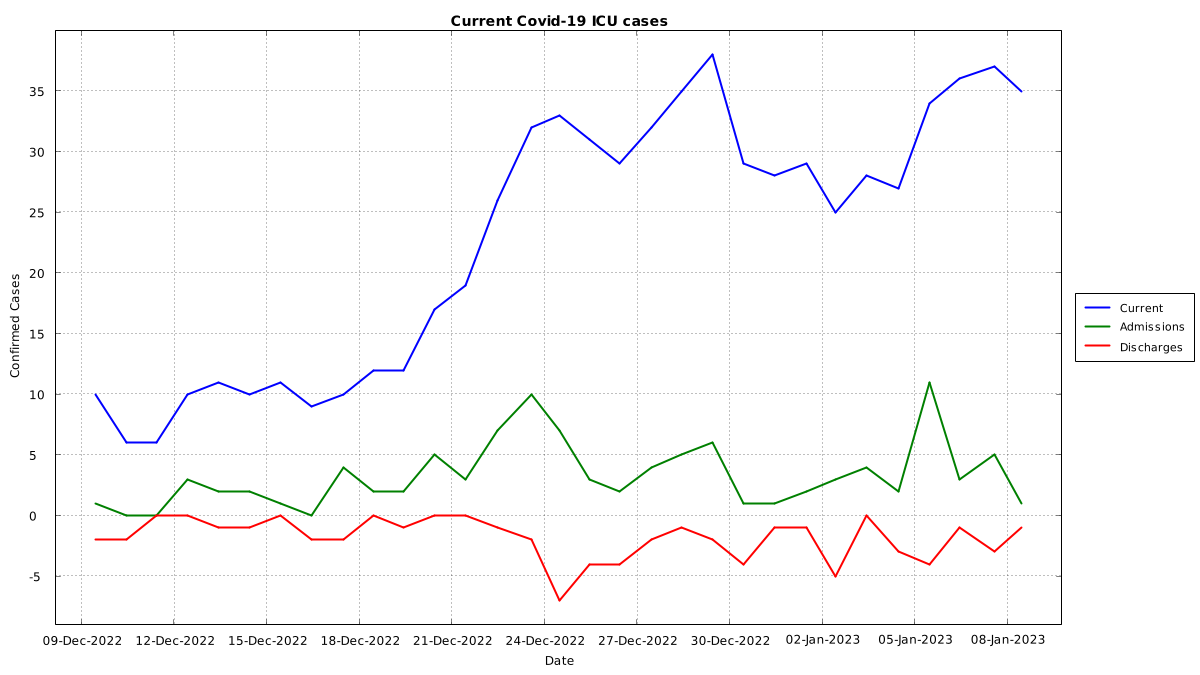 Current Covid-19 ICU cases
Confirmed Cases
35
30
25
20
15
10
5
0
-5
09-Dec-2022 12-Dec-2022 15-Dec-2022 18-Dec-2022 21-Dec-2022 24-Dec-2022 27-Dec-2022 30-Dec-2022 02-Jan-2023 05-Jan-2023 08-Jan-2023
Date
Current
Admissions
Discharges